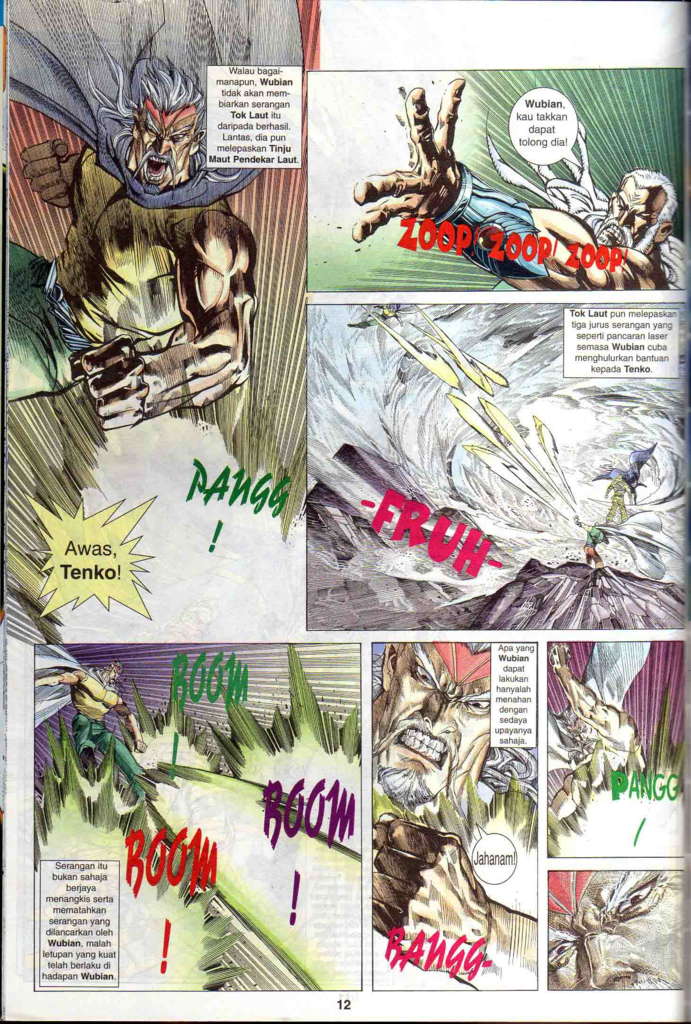 Walau bagai-
manapun, Wubian
tidak akan mem-
biarkan serangan
Tok Laut itu
daripada berhasil.
Lantas, dia pun
melepaskan Tinju
Maut Pendekar Laut.
Wubian,
kau takkan
dapat
tolong dia!
ZOOP! ZOOP! ZOOP
Tok Laut pun melepaskan
tiga jurus serangan yang
seperti pancaran laser
semasa Wubian cuba
menghulurkan bantuan
kepada Tenko.
PANGG
!
Awas,
Tenko!
-FRUH-
BOOM
!
BOOM
!
BOOM
!
Serangan itu
bukan sahaja
berjaya
menangkis serta
mematahkan
serangan yang
dilancarkan oleh
Wubian, malah
letupan yang kuat
telah berlaku di
hadapan Wubian.
Apa yang
Wubian
dapat
lakukan
hanyalah
menahan
dengan
sedaya
upayanya
sahaja.
Jahanam!
BANGG-
PANGG
!
12